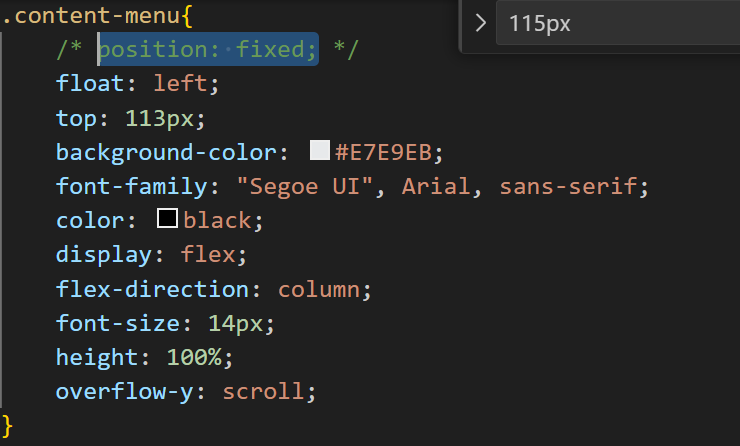 .content-menu{
115px
/* position: fixed; */
float: left;
top: 113px;
background-color: #E7E9EB;
font-family: "Segoe UI", Arial, sans-serif;
color: black;
display: flex;
flex-direction: column;
font-size: 14px;
height: 100%;
overflow-y: scroll;
}